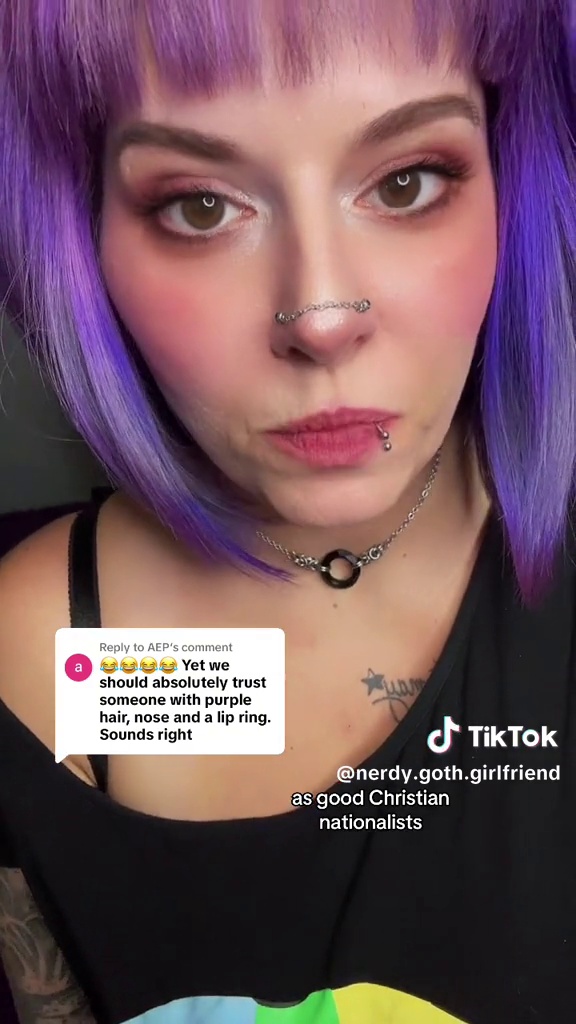 Reply to AEP's comment
a
😂😂😂😂 Yet we
should absolutely trust
someone with purple
hair, nose and a lip ring.
Sounds right
TikTok
@nerdy.goth.girlfriend
as good Christian
nationalists